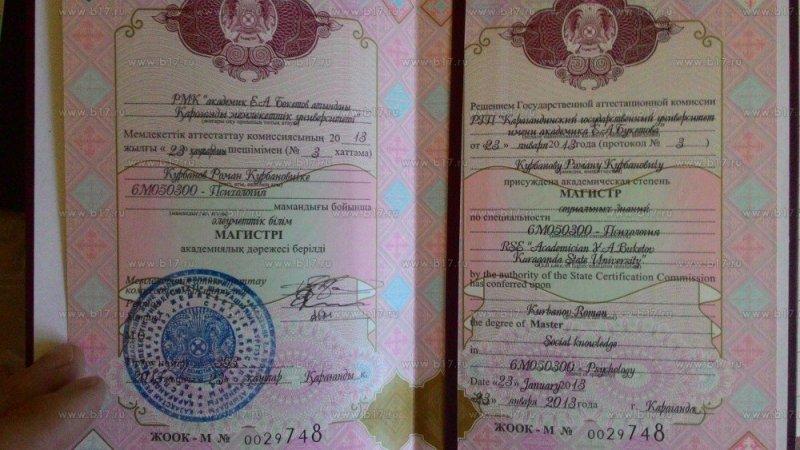 РМК "академик Е.А. Бөкетов атындағы
Қарағанды мемлекеттік университеті"
Мемлекеттік аттестаттау комиссиясының 2013
жылғы «23» қаңтардағы шешімімен (№ 3 хаттама)
Курбанов Роман Курбановичке
6М050300 - Психология
мамандығы бойынша
әлеуметтік білім
МАГИСТРІ
академиялық дәрежесі берілді
Мемлекеттік аттестаттау
23 қаңтар Қарағанды қ.
ЖООК - М № 0029748
Решением Государственной аттестационной комиссии
РГП "Карагандинский государственный университет
имени академика Е.А.Букетова
от «23» января 2013 года (протокол № 3)
Курбанову Роману Курбановичу
присуждена академическая степень
МАГИСТР
социальных знаний
по специальности
6М050300 - Психология
RSE "Academician Y.A.Buketov
Karaganda State University"
by the authority of the State Certification Commission
has conferred upon
Kurbanov Roman
the degree of Master
Social knowledge
in
6M050300 - Psychology
Date «23» January 2013
«23» января 2013 года г. Караганда
ЖООК - М № 0029748
www.b17.ru